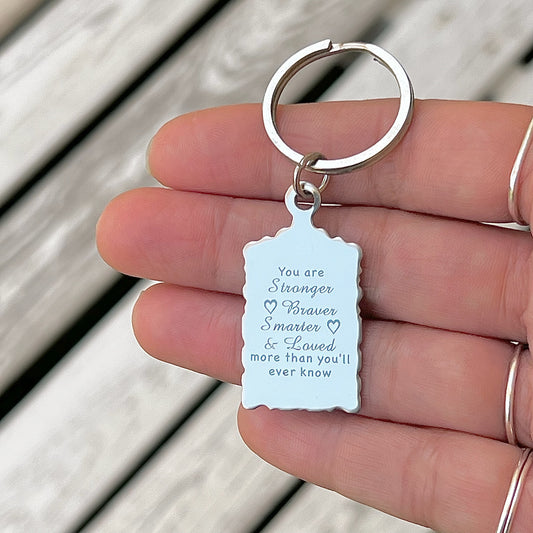 You are
Stronger
♡ Braver
Smarter ♡
& Loved
more than you'll
ever know